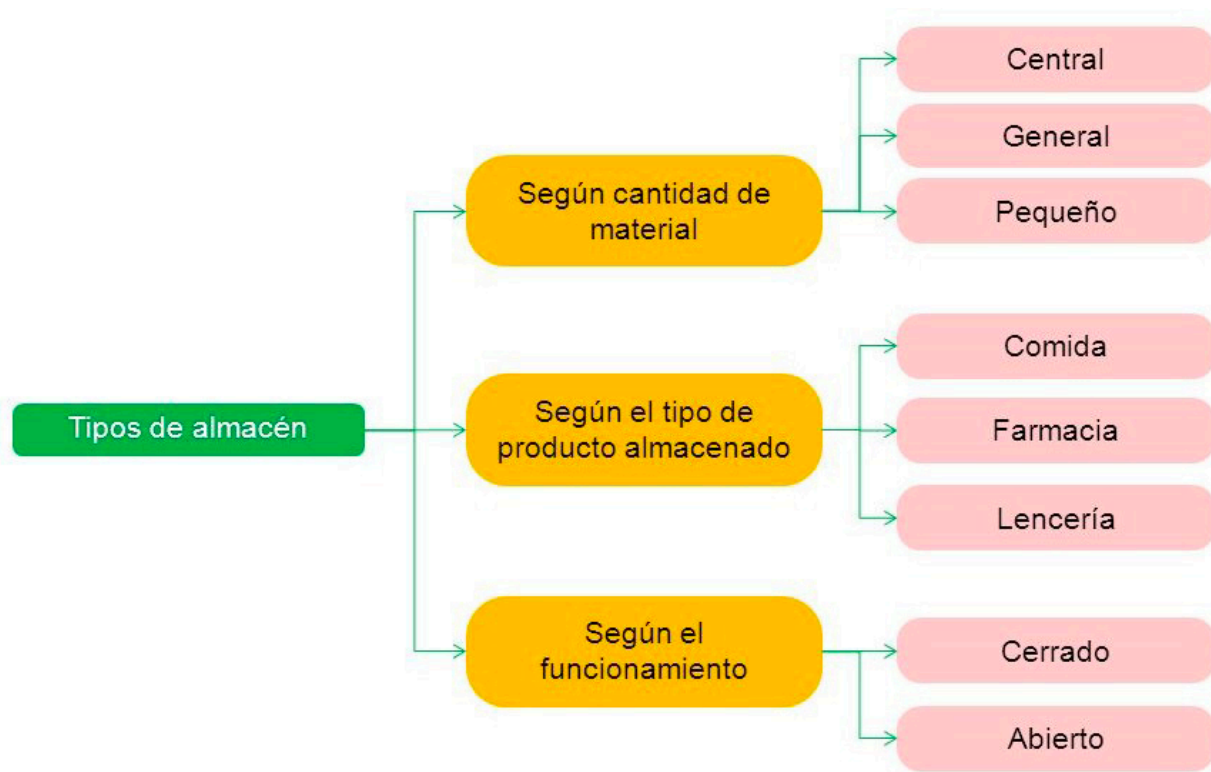 Tipos de almacén
Según cantidad de
material
Central
General
Pequeño
Según el tipo de
producto almacenado
Comida
Farmacia
Lencería
Según el
funcionamiento
Cerrado
Abierto